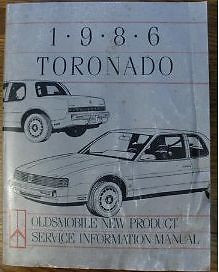 1·9·8·6
TORONADO
OLDSMOBILE NEW PRODUCT
SERVICE INFORMATION MANUAL